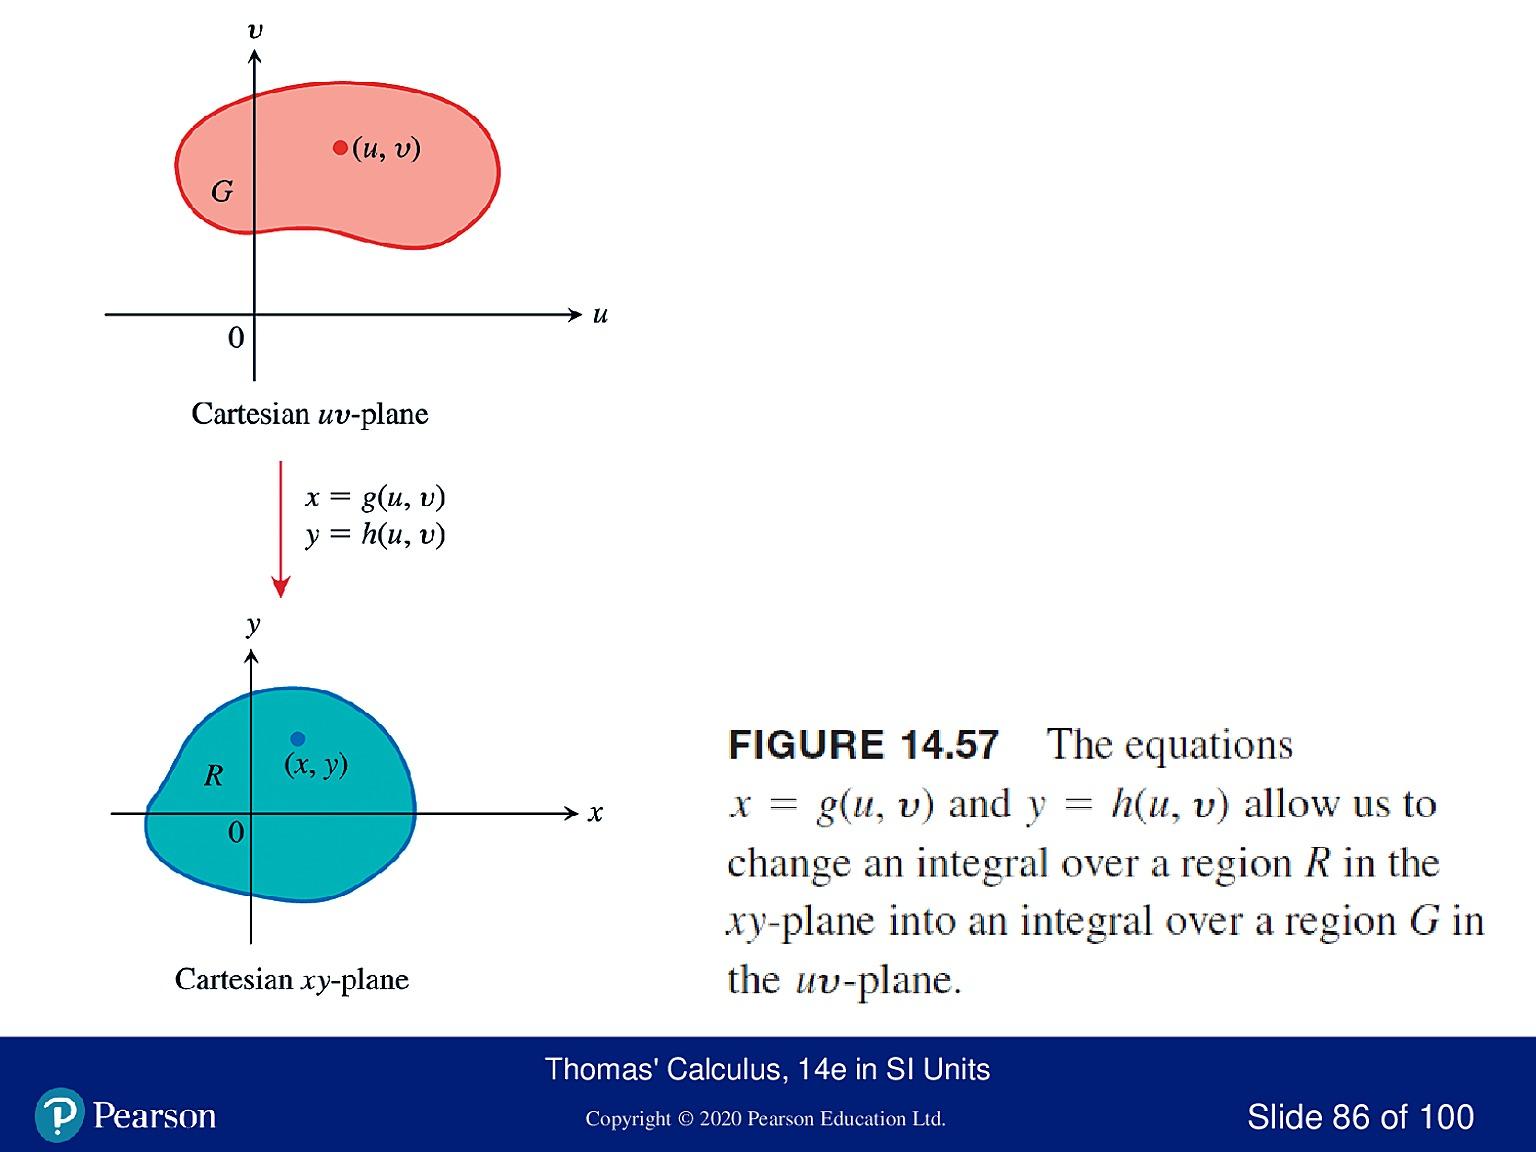 υ
(u, υ)
G
u
0
Cartesian uυ-plane
x = g(u, υ)
y = h(u, υ)
y
(x, y)
R
x
0
Cartesian xy-plane
FIGURE 14.57 The equations
x = g(u, υ) and y = h(u, υ) allow us to
change an integral over a region R in the
xy-plane into an integral over a region G in
the uυ-plane.
Thomas' Calculus, 14e in SI Units
P Pearson
Copyright © 2020 Pearson Education Ltd.
Slide 86 of 100